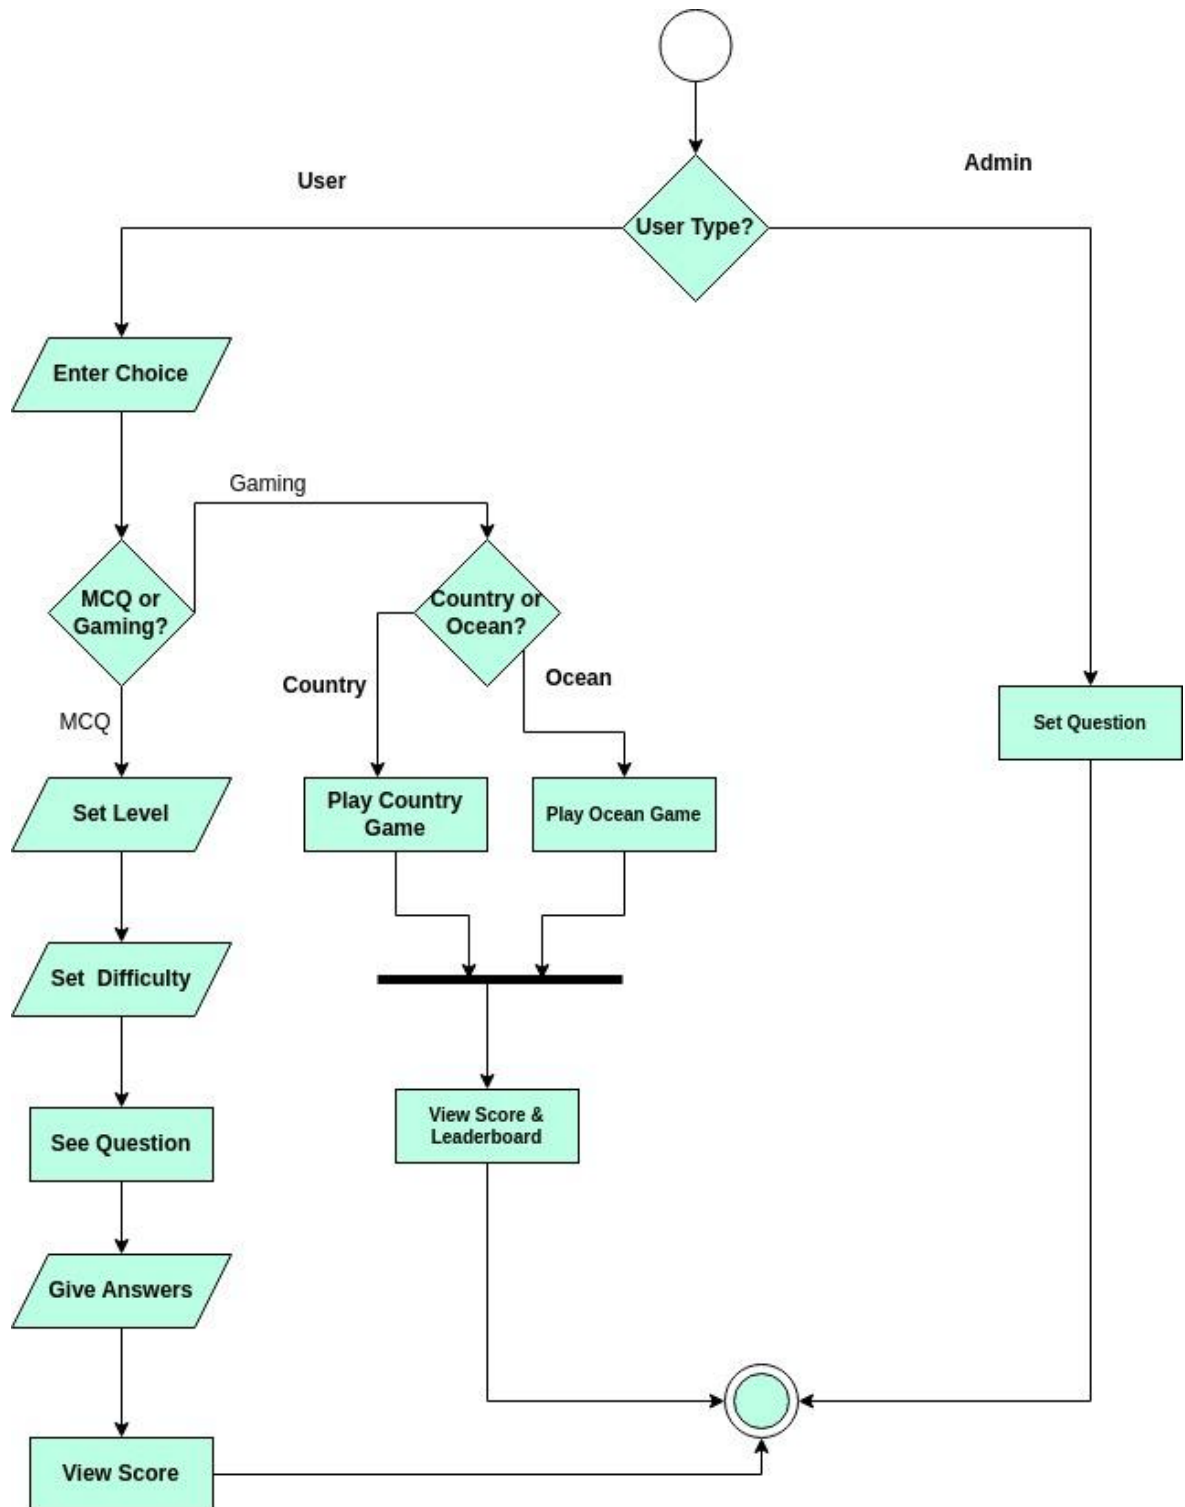 Admin
User
User Type?
Enter Choice
Gaming
MCQ or
Gaming?
Country or
Ocean?
Country
Ocean
MCQ
Set Question
Set Level
Play Country
Game
Play Ocean Game
Set  Difficulty
View Score &
Leaderboard
See Question
Give Answers
View Score